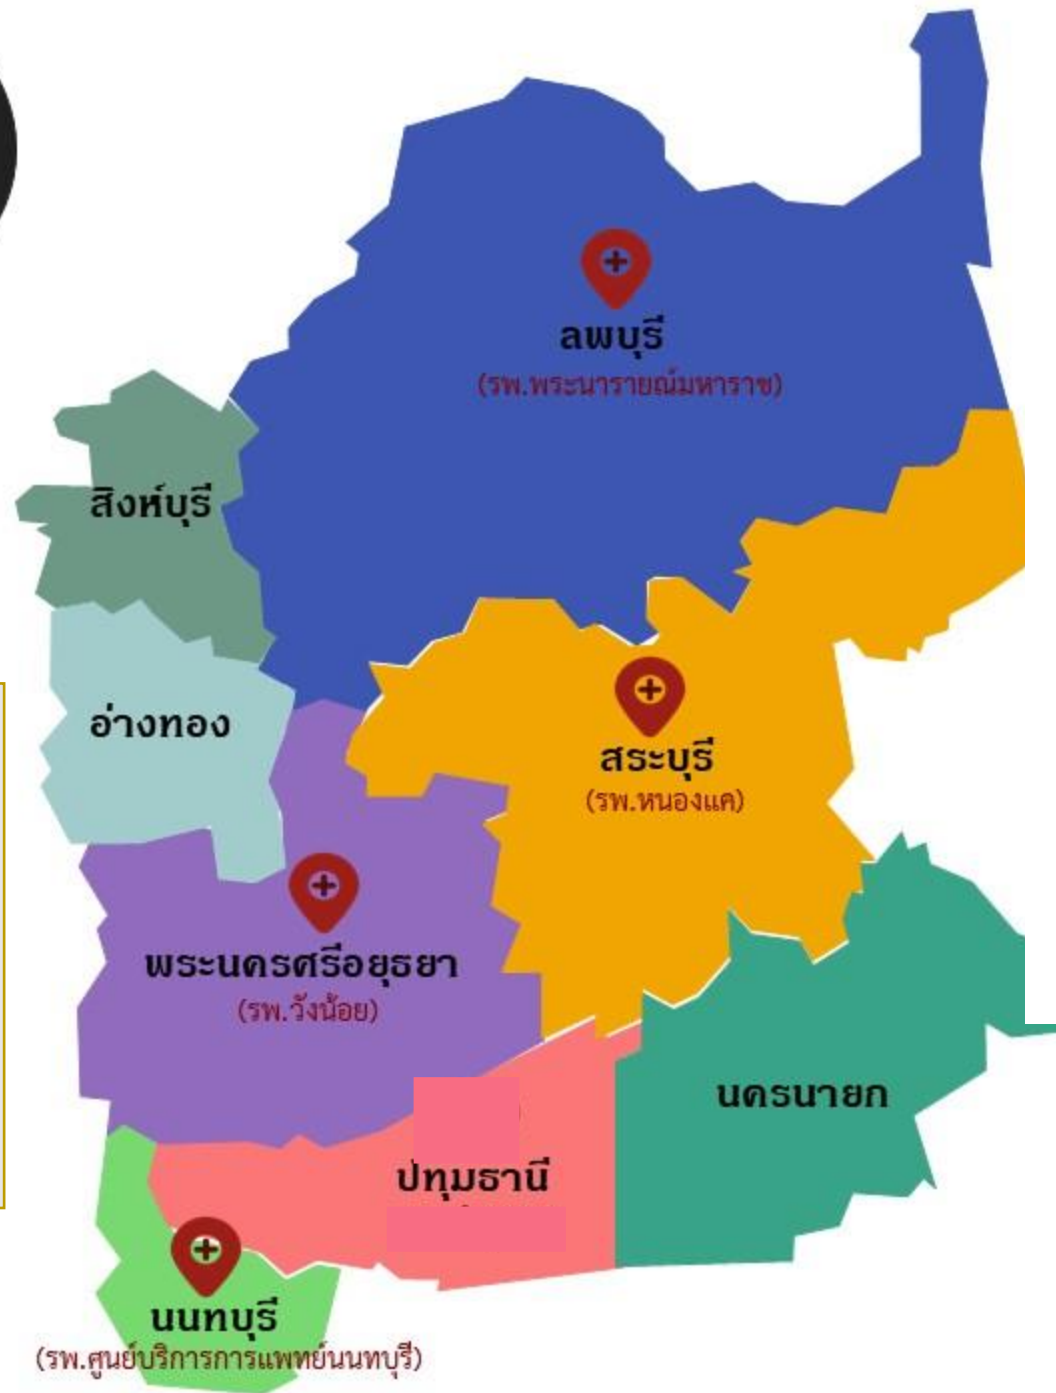 ลพบุรี
(รพ.พระนารายณ์มหาราช)
สิงห์บุรี
อ่างทอง
สระบุรี
(รพ.หนองแค)
พระนครศรีอยุธยา
(รพ.วังน้อย)
นครนายก
ปทุมธานี
นนทบุรี
(รพ.ศูนย์บริการการแพทย์นนทบุรี)